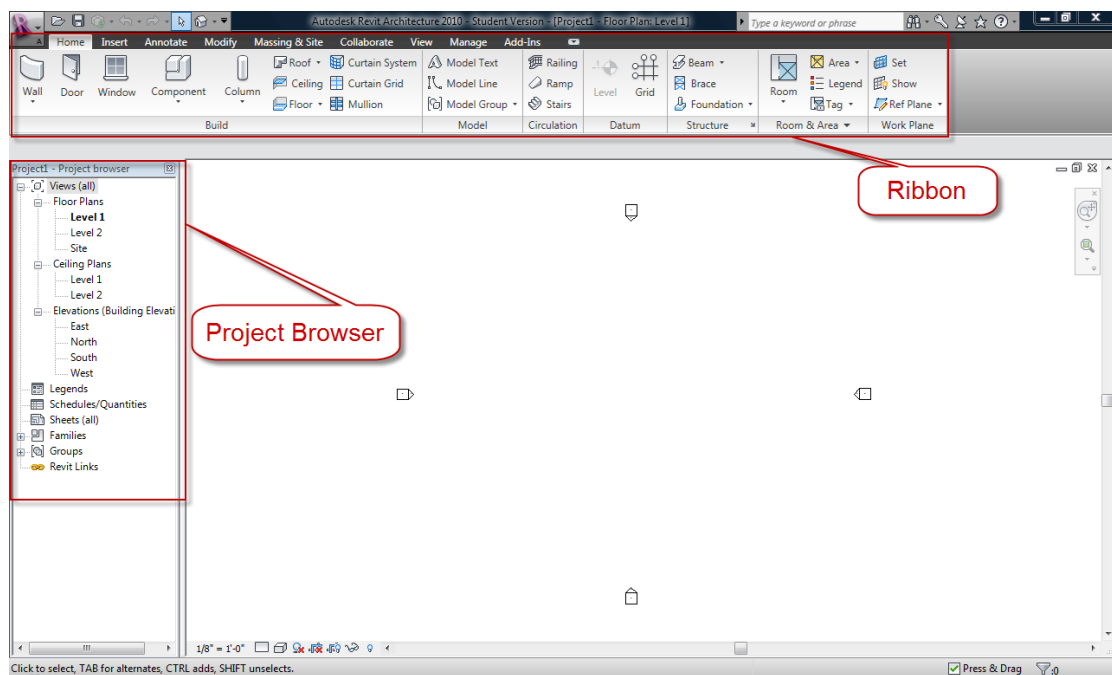 Autodesk Revit Architecture 2010 - Student Version - [Project1 - Floor Plan: Level 1]
Type a keyword or phrase
A Home Insert Annotate Modify Massing & Site Collaborate View Manage Add-Ins
Wall Door Window Component Column
Roof Curtain System
Ceiling Curtain Grid
Floor Mullion
Build
Model Text
Model Line
Model Group
Model
Railing
Ramp
Stairs
Circulation
Level Grid
Datum
Beam
Brace
Foundation
Structure
Room
Area
Legend
Tag
Room & Area
Set
Show
Ref Plane
Work Plane
Ribbon
Project1 - Project browser
Views (all)
Floor Plans
Level 1
Level 2
Site
Ceiling Plans
Level 1
Level 2
Elevations (Building Elevati
East
North
South
West
Legends
Schedules/Quantities
Sheets (all)
Families
Groups
Revit Links
Project Browser
1/8" = 1'-0"
Click to select, TAB for alternates, CTRL adds, SHIFT unselects.
Press & Drag
:0